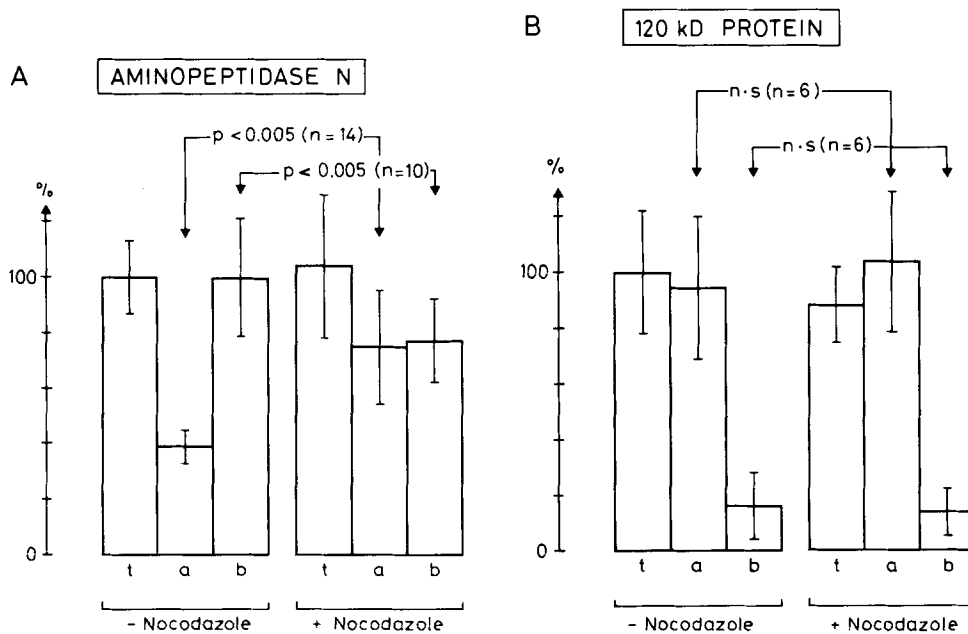 A
AMINOPEPTIDASE N
p < 0.005 (n = 14)
p < 0.005 (n=10)
%
100
0
t a b t a b
- Nocodazole + Nocodazole
B
120 kD PROTEIN
n·s (n=6)
n·s (n=6)
%
100
0
t a b t a b
- Nocodazole + Nocodazole